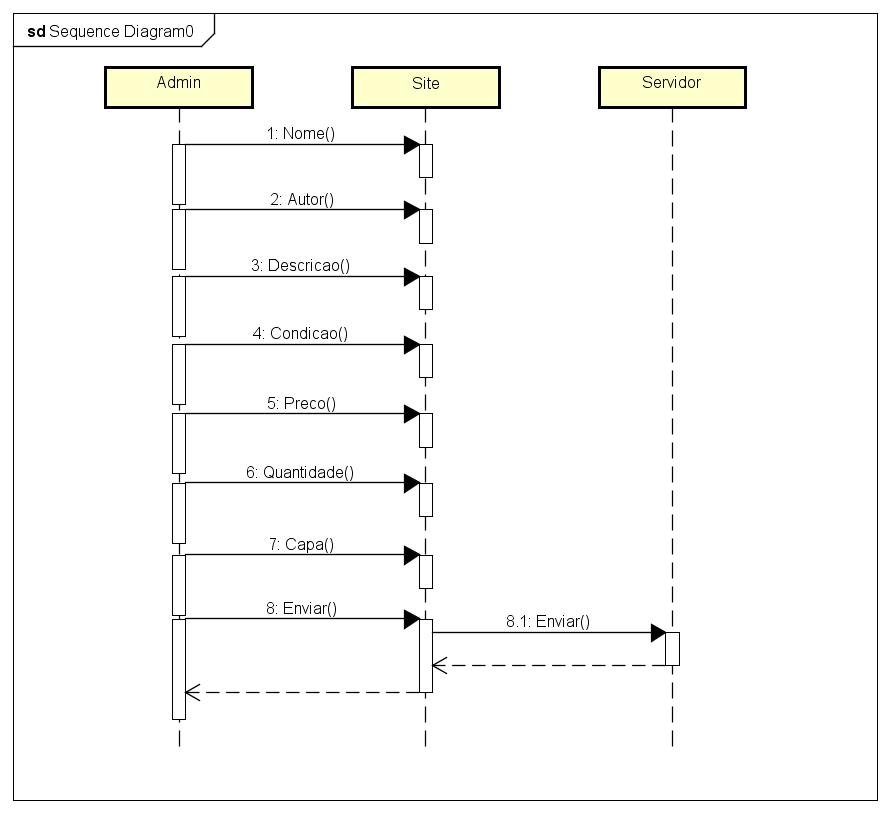 sd Sequence Diagram0
Admin
Site
Servidor
1: Nome()
2: Autor()
3: Descricao()
4: Condicao()
5: Preco()
6: Quantidade()
7: Capa()
8: Enviar()
8.1: Enviar()